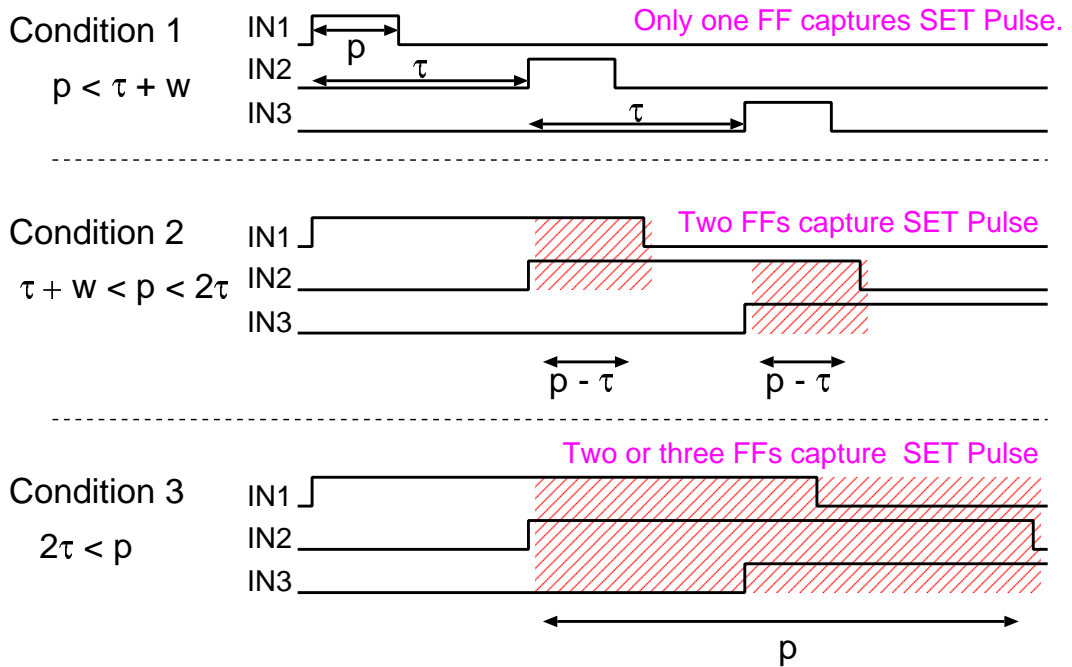 Only one FF captures SET Pulse.
Condition 1
p < τ + w
IN1
p
IN2
τ
IN3
τ
Condition 2
τ + w < p < 2τ
Two FFs capture SET Pulse
IN1
IN2
IN3
p - τ
p - τ
Two or three FFs capture SET Pulse
Condition 3
2τ < p
IN1
IN2
IN3
p